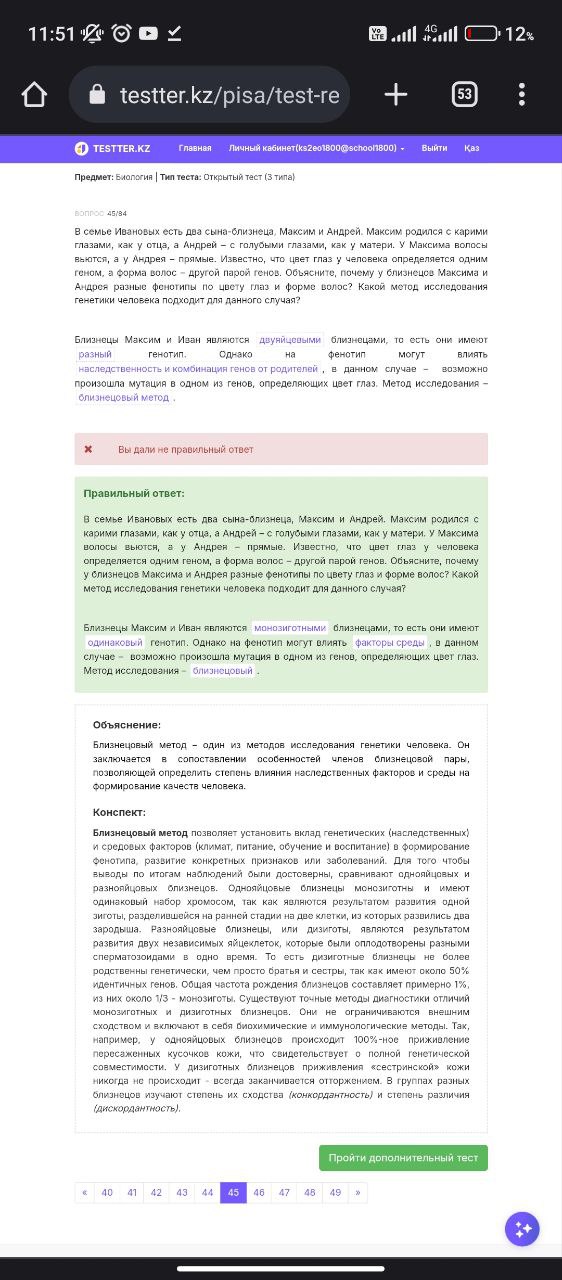 11:51
Vo LTE
4G
12%
testter.kz/pisa/test-re
53
TESTTER.KZ Главная Личный кабинет(ks2eo1800@school1800) Выйти Қаз
Предмет: Биология | Тип теста: Открытый тест (3 типа)
ВОПРОС 45/84
В семье Ивановых есть два сына-близнеца, Максим и Андрей. Максим родился с карими
глазами, как у отца, а Андрей – с голубыми глазами, как у матери. У Максима волосы
вьются, а у Андрея – прямые. Известно, что цвет глаз у человека определяется одним
геном, а форма волос – другой парой генов. Объясните, почему у близнецов Максима и
Андрея разные фенотипы по цвету глаз и форме волос? Какой метод исследования
генетики человека подходит для данного случая?
Близнецы Максим и Иван являются двуяйцевыми близнецами, то есть они имеют
разный генотип. Однако на фенотип могут влиять
наследственность и комбинация генов от родителей , в данном случае – возможно
произошла мутация в одном из генов, определяющих цвет глаз. Метод исследования –
близнецовый метод .
✖ Вы дали не правильный ответ
Правильный ответ:
В семье Ивановых есть два сына-близнеца, Максим и Андрей. Максим родился с
карими глазами, как у отца, а Андрей – с голубыми глазами, как у матери. У Максима
волосы вьются, а у Андрея – прямые. Известно, что цвет глаз у человека
определяется одним геном, а форма волос – другой парой генов. Объясните, почему
у близнецов Максима и Андрея разные фенотипы по цвету глаз и форме волос? Какой
метод исследования генетики человека подходит для данного случая?
Близнецы Максим и Иван являются монозиготными близнецами, то есть они имеют
одинаковый генотип. Однако на фенотип могут влиять факторы среды , в данном
случае – возможно произошла мутация в одном из генов, определяющих цвет глаз.
Метод исследования – близнецовый .
Объяснение:
Близнецовый метод – один из методов исследования генетики человека. Он
заключается в сопоставлении особенностей членов близнецовой пары,
позволяющей определить степень влияния наследственных факторов и среды на
формирование качеств человека.
Конспект:
Близнецовый метод позволяет установить вклад генетических (наследственных)
и средовых факторов (климат, питание, обучение и воспитание) в формирование
фенотипа, развитие конкретных признаков или заболеваний. Для того чтобы
выводы по итогам наблюдений были достоверны, сравнивают однояйцовых и
разнояйцовых близнецов. Однояйцовые близнецы монозиготны и имеют
одинаковый набор хромосом, так как являются результатом развития одной
зиготы, разделившейся на ранней стадии на две клетки, из которых развились два
зародыша. Разнояйцовые близнецы, или дизиготы, являются результатом
развития двух независимых яйцеклеток, которые были оплодотворены разными
сперматозоидами в одно время. То есть дизиготные близнецы не более
родственны генетически, чем просто братья и сестры, так как имеют около 50%
идентичных генов. Общая частота рождения близнецов составляет примерно 1%,
из них около 1/3 - монозиготы. Существуют точные методы диагностики отличий
монозиготных и дизиготных близнецов. Они не ограничиваются внешним
сходством и включают в себя биохимические и иммунологические методы. Так,
например, у однояйцовых близнецов происходит 100%-ное приживление
пересаженных кусочков кожи, что свидетельствует о полной генетической
совместимости. У дизиготных близнецов приживления «сестринской» кожи
никогда не происходит - всегда заканчивается отторжением. В группах разных
близнецов изучают степень их сходства (конкордантность) и степень различия
(дискордантность).
Пройти дополнительный тест
« 40 41 42 43 44 45 46 47 48 49 »